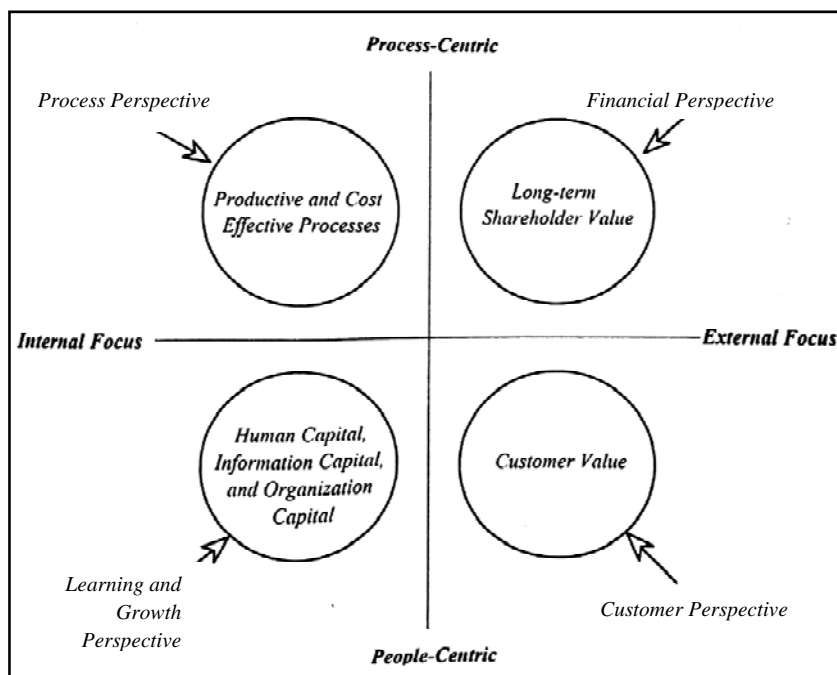 Process-Centric
Process Perspective
Financial Perspective
Productive and Cost
Effective Processes
Long-term
Shareholder Value
Internal Focus
External Focus
Human Capital,
Information Capital,
and Organization
Capital
Customer Value
Learning and
Growth
Perspective
Customer Perspective
People-Centric